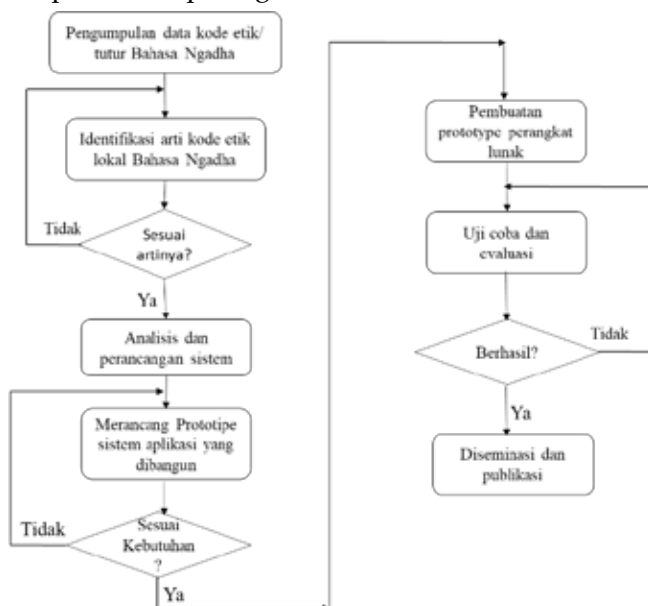 Pengumpulan data kode etik/
tutur Bahasa Ngadha
Identifikasi arti kode etik
lokal Bahasa Ngadha
Tidak
Sesuai
artinya?
Ya
Analisis dan
perancangan sistem
Merancang Prototipe
sistem aplikasi yang
dibangun
Tidak
Sesuai
Kebutuhan
?
Ya
Pembuatan
prototype perangkat
lunak
Uji coba dan
evaluasi
Tidak
Berhasil?
Ya
Diseminasi dan
publikasi